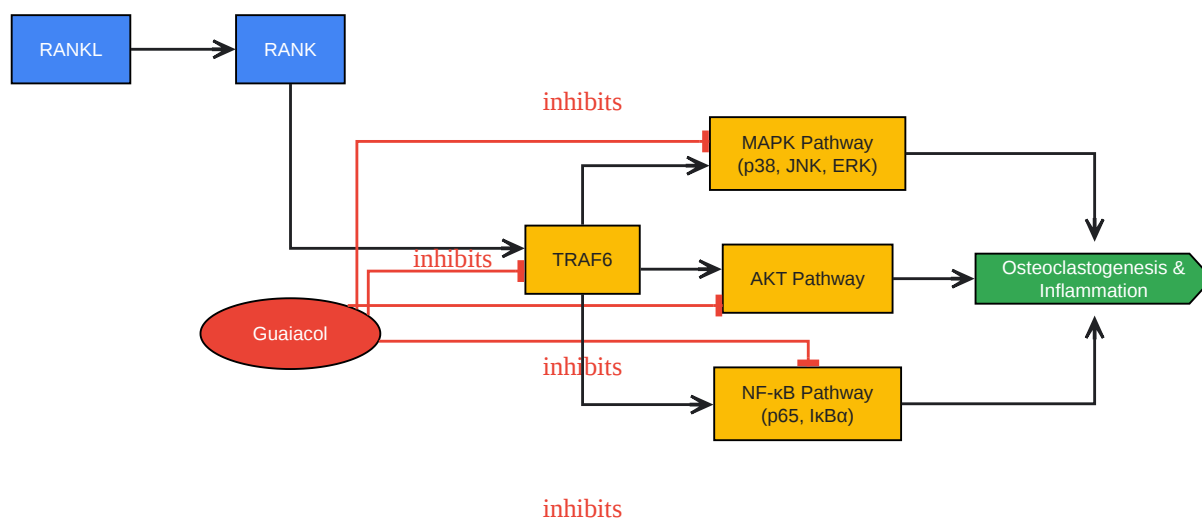 RANKL
RANK
inhibits
MAPK Pathway
(p38, JNK, ERK)
inhibits
TRAF6
AKT Pathway
Osteoclastogenesis &
Inflammation
Guaiacol
inhibits
NF-κB Pathway
(p65, IκBα)
inhibits